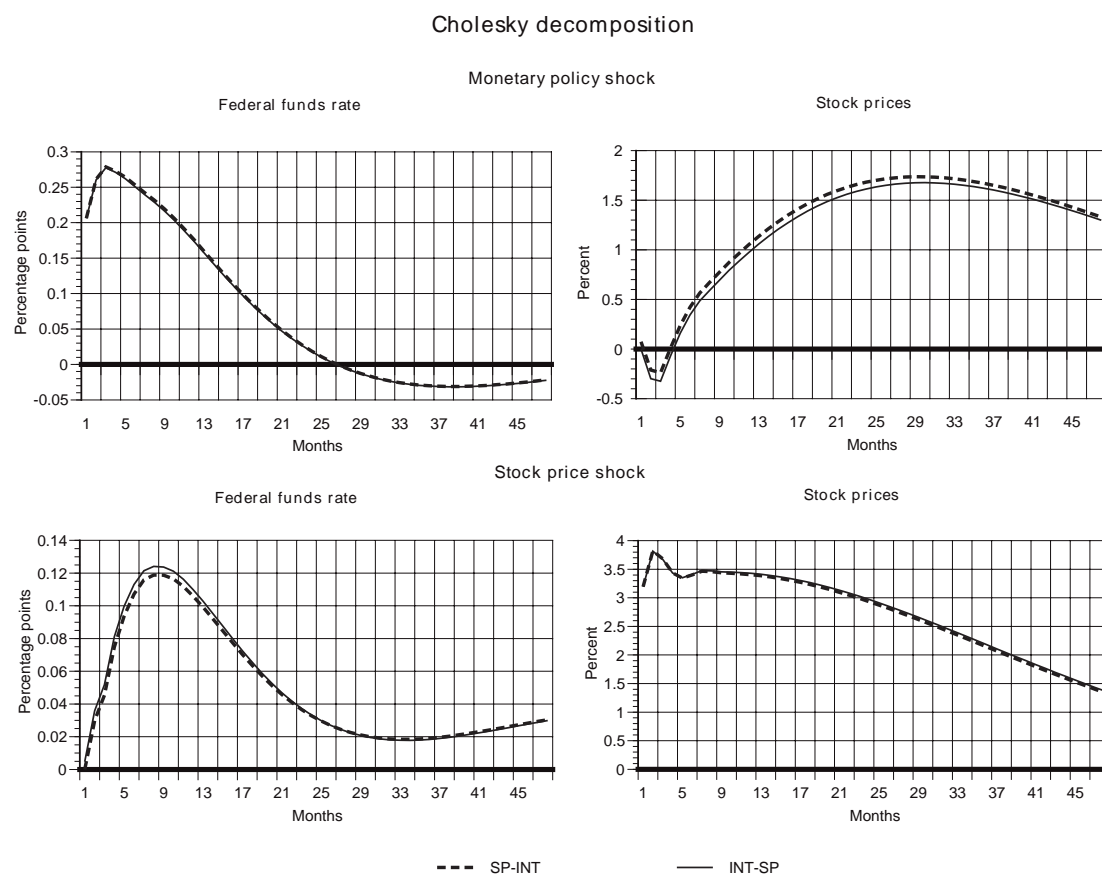 Cholesky decomposition
Monetary policy shock
Federal funds rate
Stock prices
0.3
0.25
0.2
0.15
0.1
0.05
0
-0.05
Percentage points
1 5 9 13 17 21 25 29 33 37 41 45
Months
2
1.5
1
0.5
0
-0.5
Percent
1 5 9 13 17 21 25 29 33 37 41 45
Months
Stock price shock
Federal funds rate
Stock prices
0.14
0.12
0.1
0.08
0.06
0.04
0.02
0
Percentage points
1 5 9 13 17 21 25 29 33 37 41 45
Months
4
3.5
3
2.5
2
1.5
1
0.5
0
Percent
1 5 9 13 17 21 25 29 33 37 41 45
Months
SP-INT
INT-SP